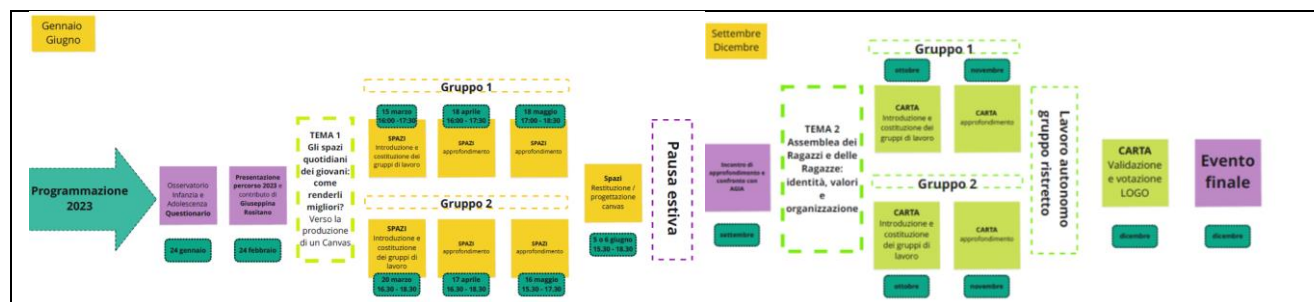 Gennaio
Giugno
Programmazione
2023
Osservatorio
Infanzia e
Adolescenza
Questionario
24 gennaio
Presentazione
percorso 2023 e
contributo di
Giuseppina
Rositano
24 febbraio
TEMA 1
Gli spazi
quotidiani
dei giovani:
come
renderli
migliori?
Verso la
produzione
di un Canvas
Gruppo 1
15 marzo
16:00 -17:30
SPAZI
Introduzione e
costituzione dei
gruppi di lavoro
18 aprile
16:00 - 17:30
SPAZI
approfondimento
18 maggio
17:00 - 18:30
SPAZI
approfondimento
Gruppo 2
SPAZI
Introduzione e
costituzione
dei gruppi di
lavoro
20 marzo
16.30 - 18.30
SPAZI
approfondimento
17 aprile
16.30 - 18.30
SPAZI
approfondimento
16 maggio
15.30 - 17.30
Spazi
Restituzione /
progettazione
canvas
5 o 6 giugno
15.30 - 18.30
Pausa estiva
Settembre
Dicembre
Incontro di
approfondimento e
confronto con
settembre
TEMA 2
Assemblea dei
Ragazzi e delle
Ragazze:
identità, valori
e
organizzazione
Gruppo 1
ottobre
CARTA
Introduzione e
costituzione dei
gruppi di lavoro
novembre
CARTA
approfondimento
Gruppo 2
CARTA
Introduzione e
costituzione dei
gruppi di
lavoro
ottobre
CARTA
approfondimento
novembre
Lavoro autonomo
gruppo ristretto
CARTA
Validazione
e votazione
LOGO
dicembre
Evento
finale
dicembre